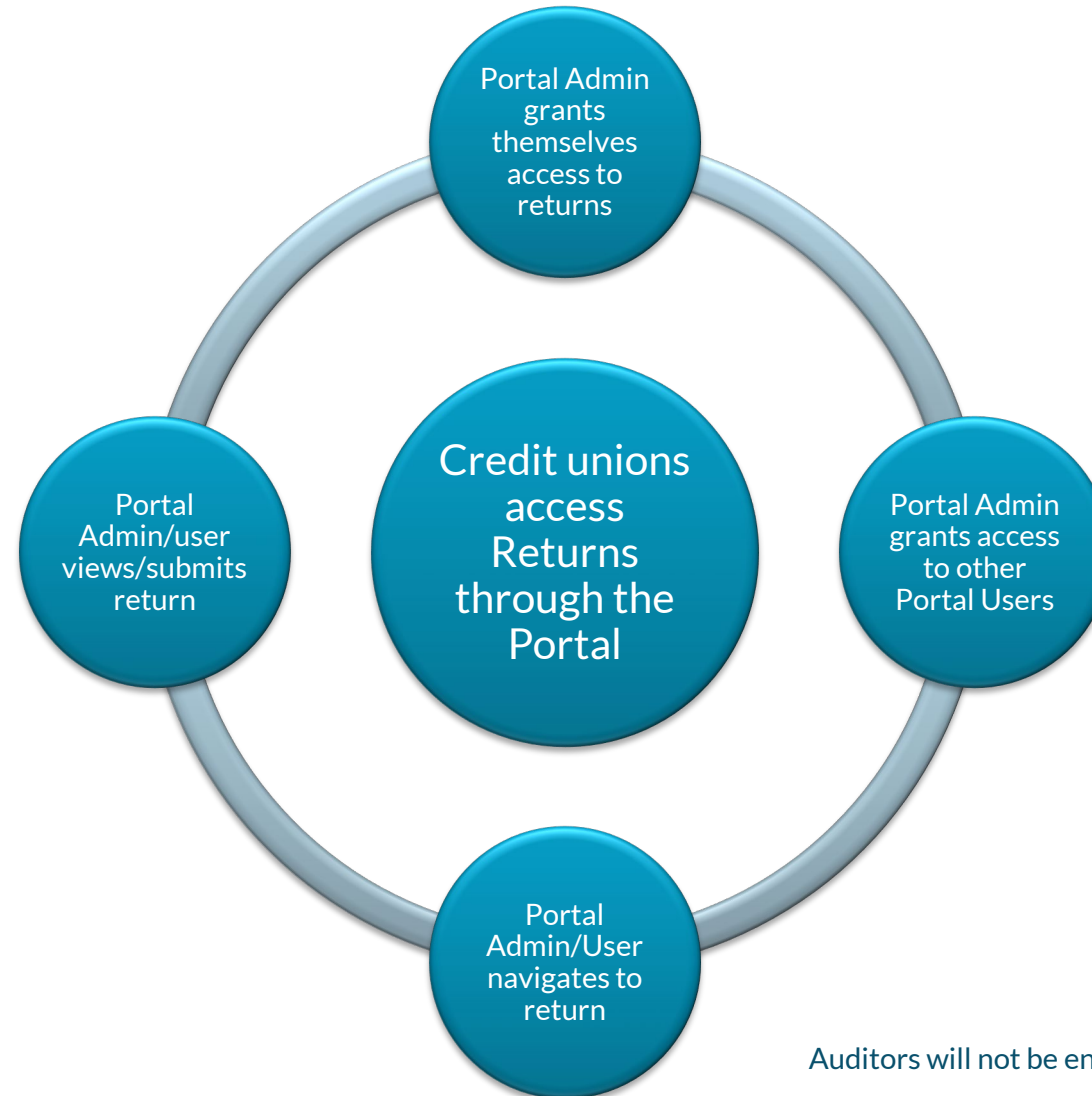 Portal Admin
grants
themselves
access to
returns
Credit unions
access
Returns
through the
Portal
Portal Admin
grants access
to other
Portal Users
Portal
Admin/user
views/submits
return
Portal
Admin/User
navigates to
return
Auditors will not be